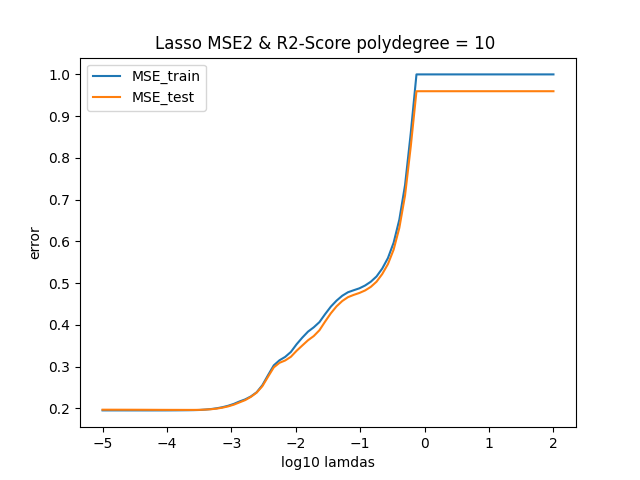 Lasso MSE2 & R2-Score polydegree = 10
MSE_train
MSE_test
1.0
0.9
0.8
0.7
0.6
0.5
0.4
0.3
0.2
error
−5 −4 −3 −2 −1 0 1 2
log10 lamdas